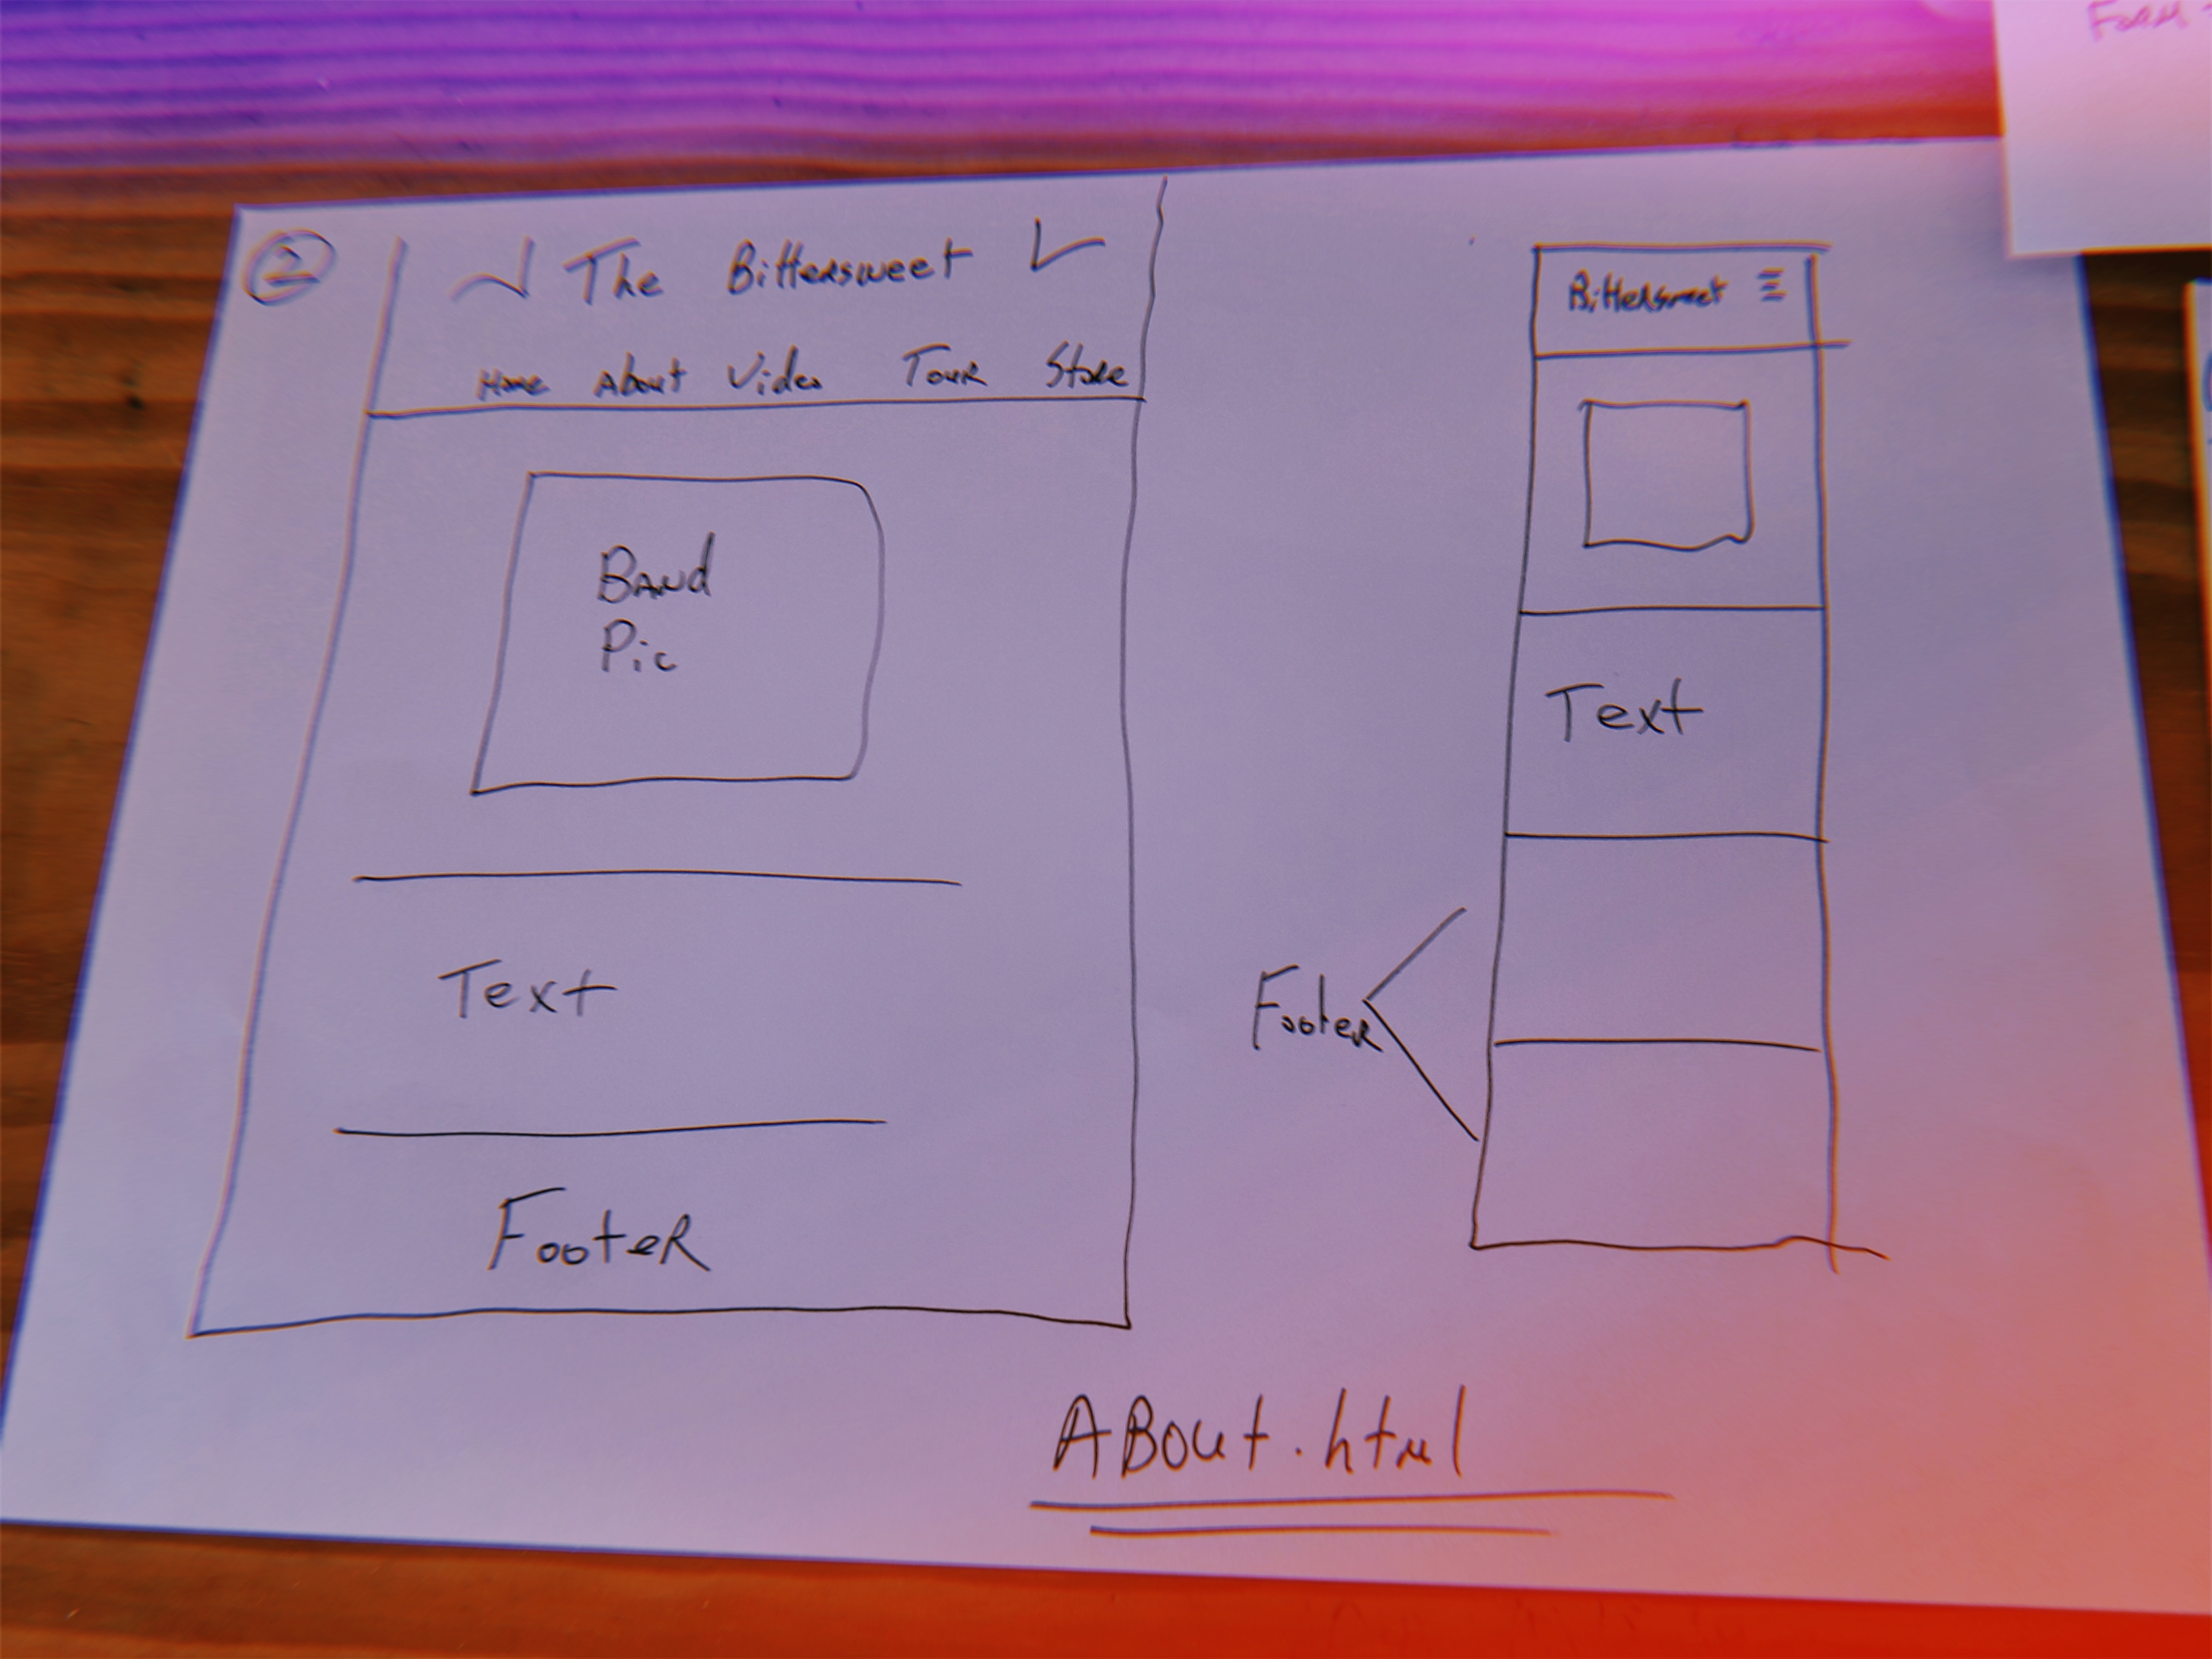 2
The Bittersweet
Home About Video Tour Store
Band
Pic
Text
Footer
Bittersweet
Text
Footer
ABout.html
Form